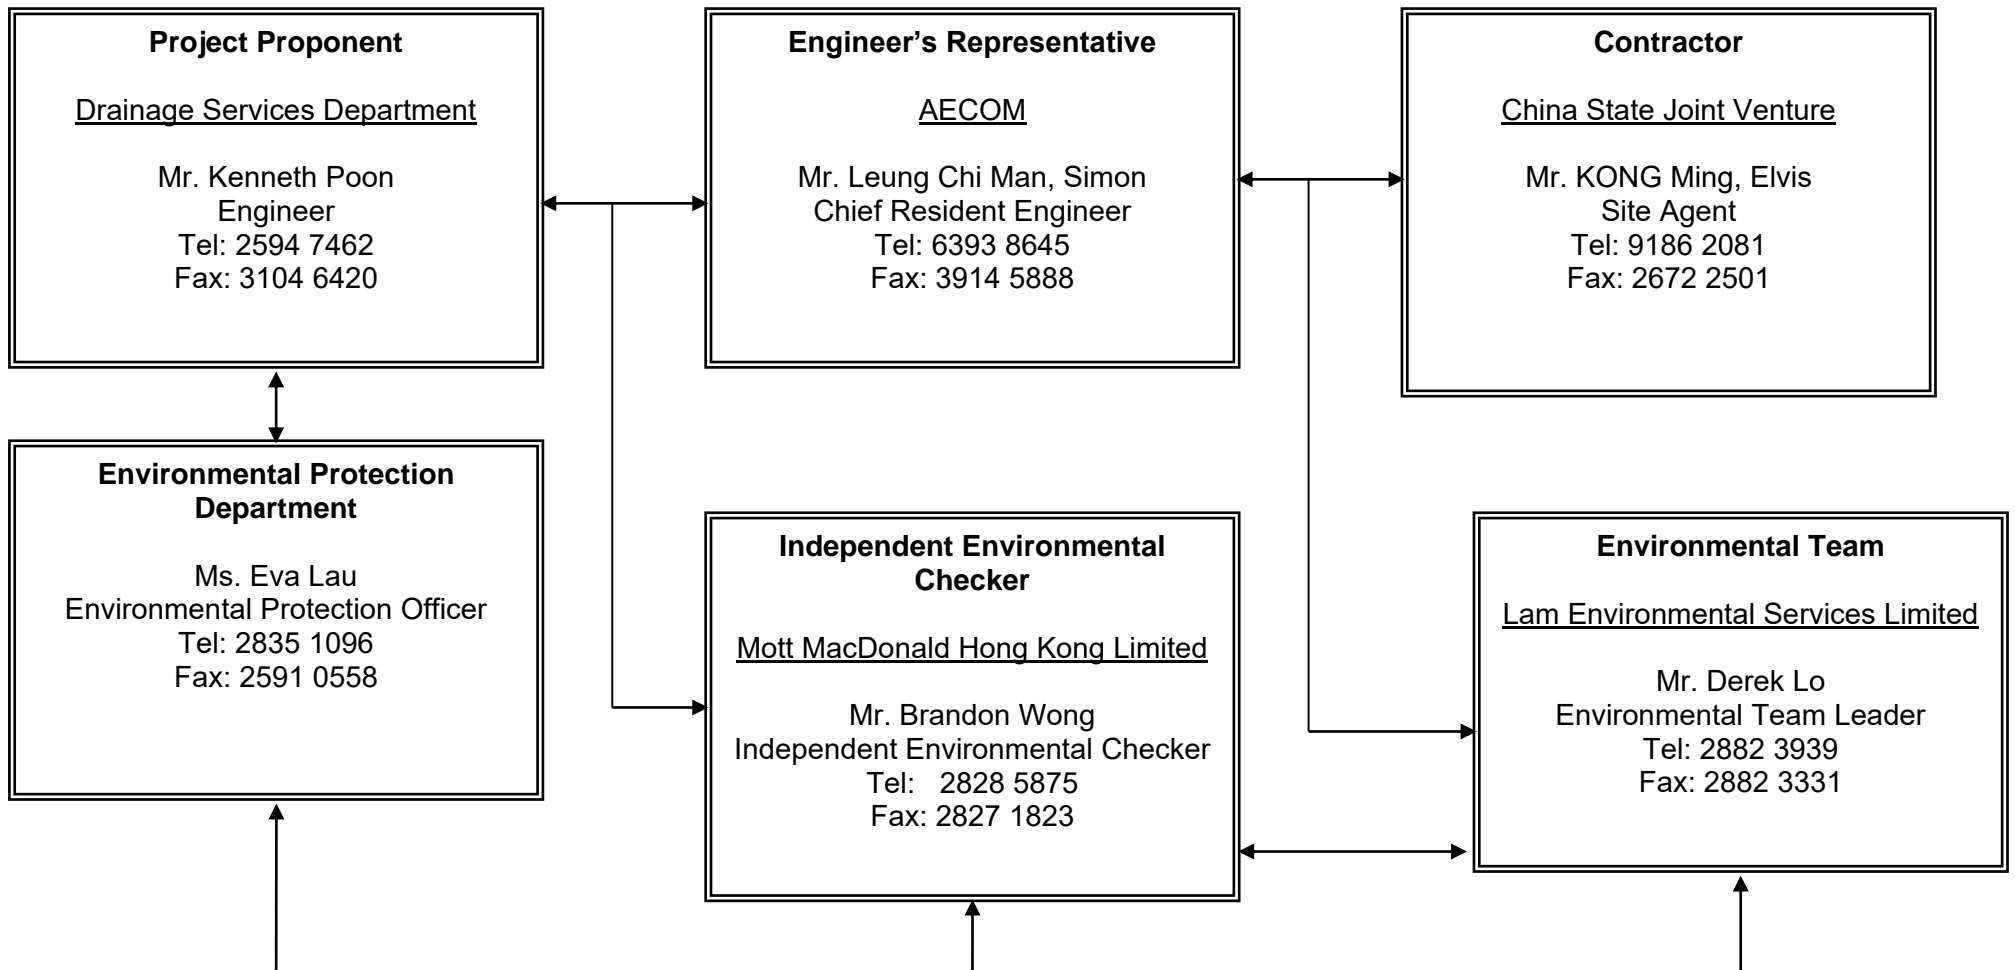 Project Proponent
Drainage Services Department
Mr. Kenneth Poon
Engineer
Tel: 2594 7462
Fax: 3104 6420
Engineer’s Representative
AECOM
Mr. Leung Chi Man, Simon
Chief Resident Engineer
Tel: 6393 8645
Fax: 3914 5888
Contractor
China State Joint Venture
Mr. KONG Ming, Elvis
Site Agent
Tel: 9186 2081
Fax: 2672 2501
Environmental Protection
Department
Ms. Eva Lau
Environmental Protection Officer
Tel: 2835 1096
Fax: 2591 0558
Independent Environmental
Checker
Mott MacDonald Hong Kong Limited
Mr. Brandon Wong
Independent Environmental Checker
Tel: 2828 5875
Fax: 2827 1823
Environmental Team
Lam Environmental Services Limited
Mr. Derek Lo
Environmental Team Leader
Tel: 2882 3939
Fax: 2882 3331